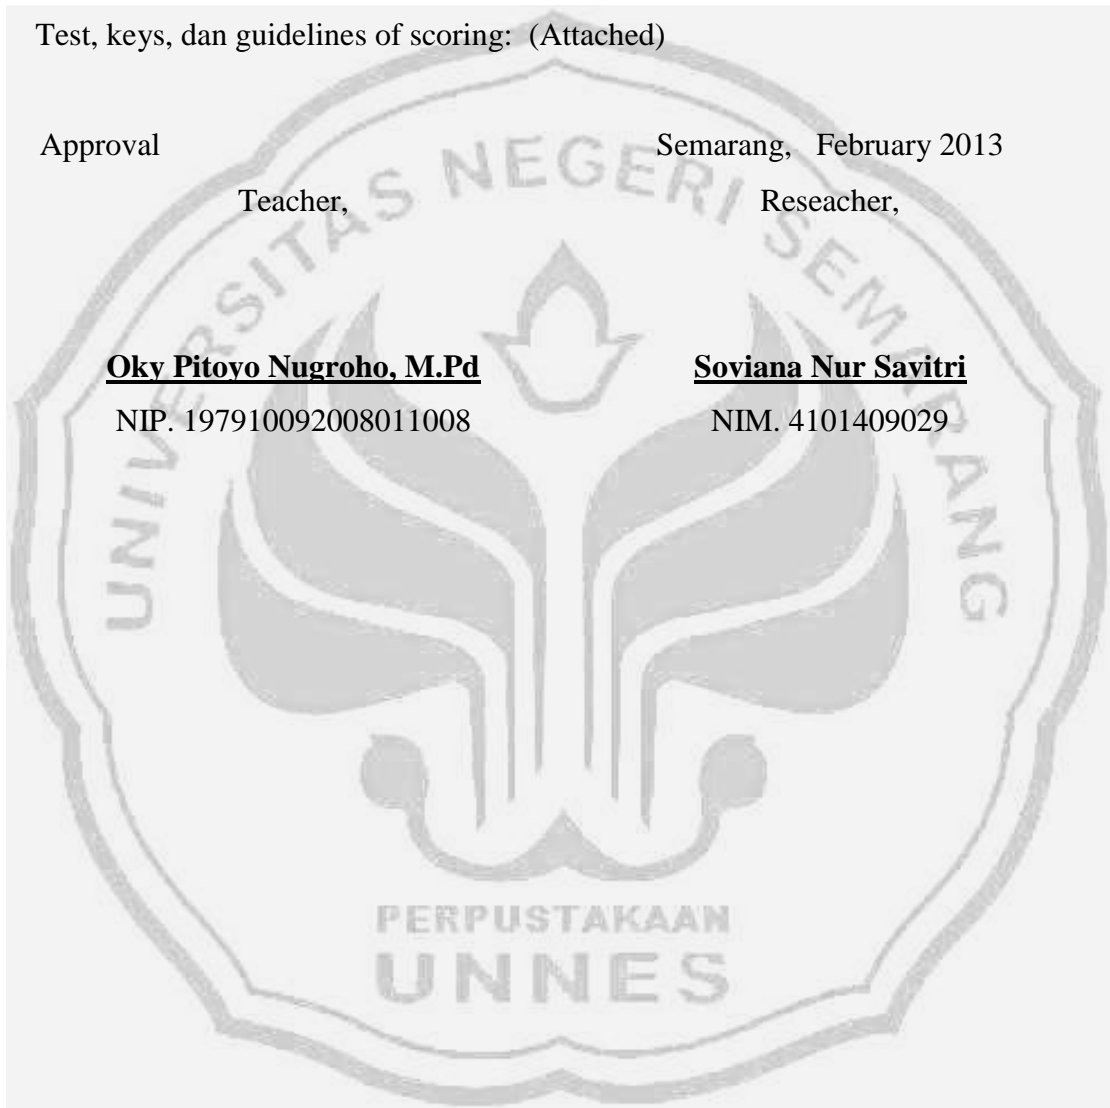 Test, keys, dan guidelines of scoring: (Attached)
Approval Semarang, February 2013
Teacher, Reseacher,
Oky Pitoyo Nugroho, M.Pd Soviana Nur Savitri
NIP. 197910092008011008 NIM. 4101409029
UNIVERSITAS NEGERI SEMARANG
PERPUSTAKAAN
UNNES